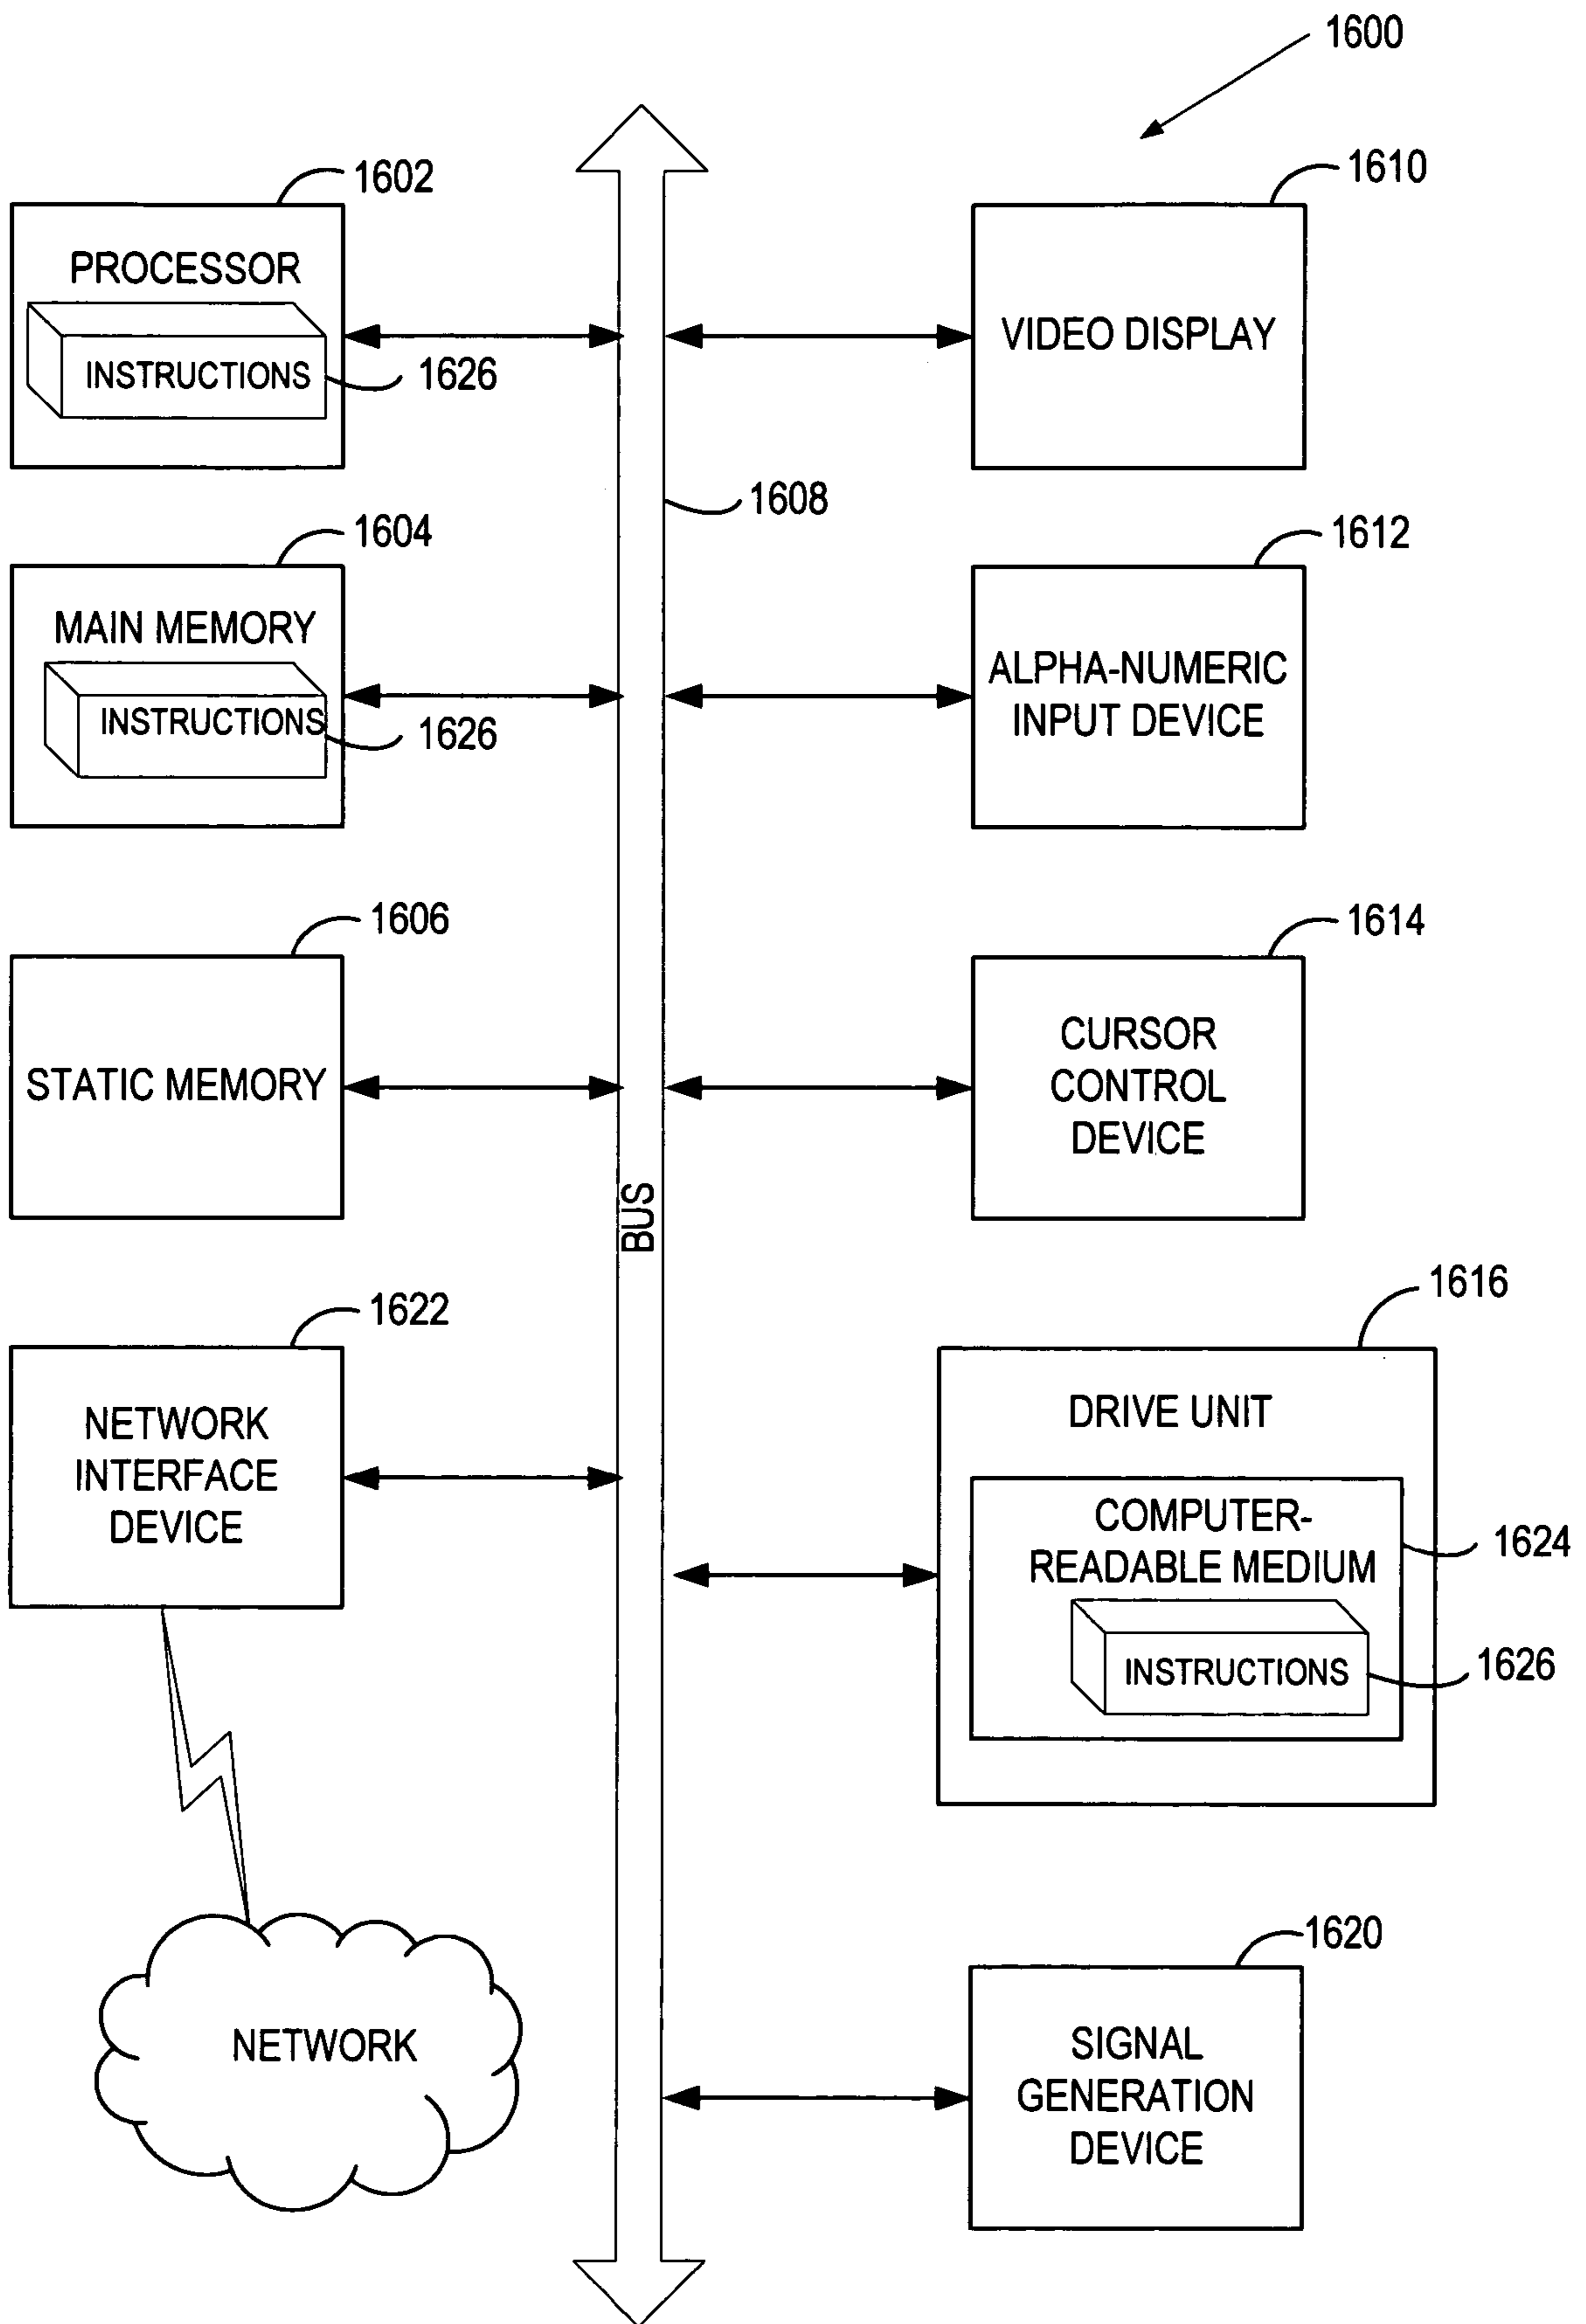 1600
1602
PROCESSOR
INSTRUCTIONS
1626
1610
VIDEO DISPLAY
1608
1604
MAIN MEMORY
INSTRUCTIONS
1626
1612
ALPHA-NUMERIC
INPUT DEVICE
1606
STATIC MEMORY
1614
CURSOR
CONTROL
DEVICE
BUS
1622
NETWORK
INTERFACE
DEVICE
1616
DRIVE UNIT
COMPUTER-
READABLE MEDIUM
1624
INSTRUCTIONS
1626
NETWORK
1620
SIGNAL
GENERATION
DEVICE